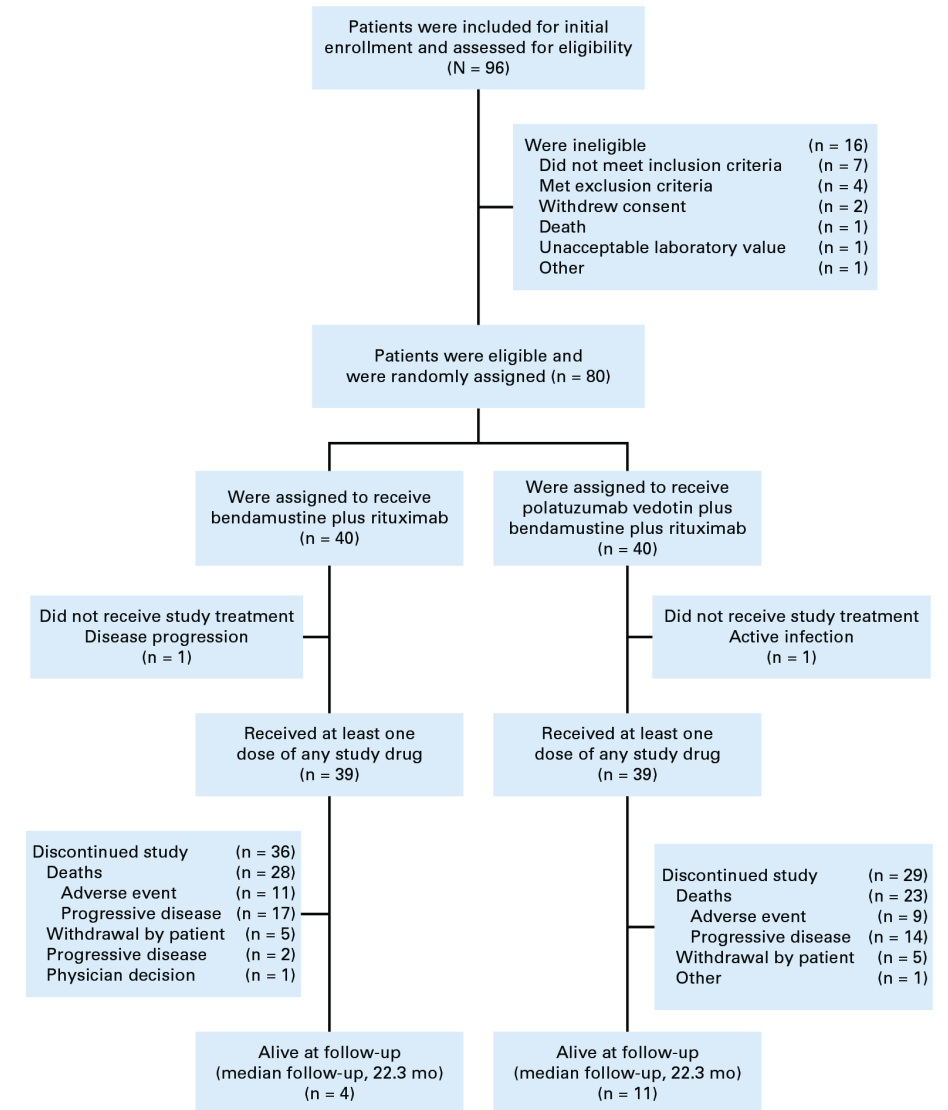 Patients were included for initial
enrollment and assessed for eligibility
(N = 96)
Were ineligible (n = 16)
Did not meet inclusion criteria (n = 7)
Met exclusion criteria (n = 4)
Withdrew consent (n = 2)
Death (n = 1)
Unacceptable laboratory value (n = 1)
Other (n = 1)
Patients were eligible and
were randomly assigned (n = 80)
Were assigned to receive
bendamustine plus rituximab
(n = 40)
Were assigned to receive
polatuzumab vedotin plus
bendamustine plus rituximab
(n = 40)
Did not receive study treatment
Disease progression
(n = 1)
Did not receive study treatment
Active infection
(n = 1)
Received at least one
dose of any study drug
(n = 39)
Received at least one
dose of any study drug
(n = 39)
Discontinued study (n = 36)
Deaths (n = 28)
Adverse event (n = 11)
Progressive disease (n = 17)
Withdrawal by patient (n = 5)
Progressive disease (n = 2)
Physician decision (n = 1)
Discontinued study (n = 29)
Deaths (n = 23)
Adverse event (n = 9)
Progressive disease (n = 14)
Withdrawal by patient (n = 5)
Other (n = 1)
Alive at follow-up
(median follow-up, 22.3 mo)
(n = 4)
Alive at follow-up
(median follow-up, 22.3 mo)
(n = 11)